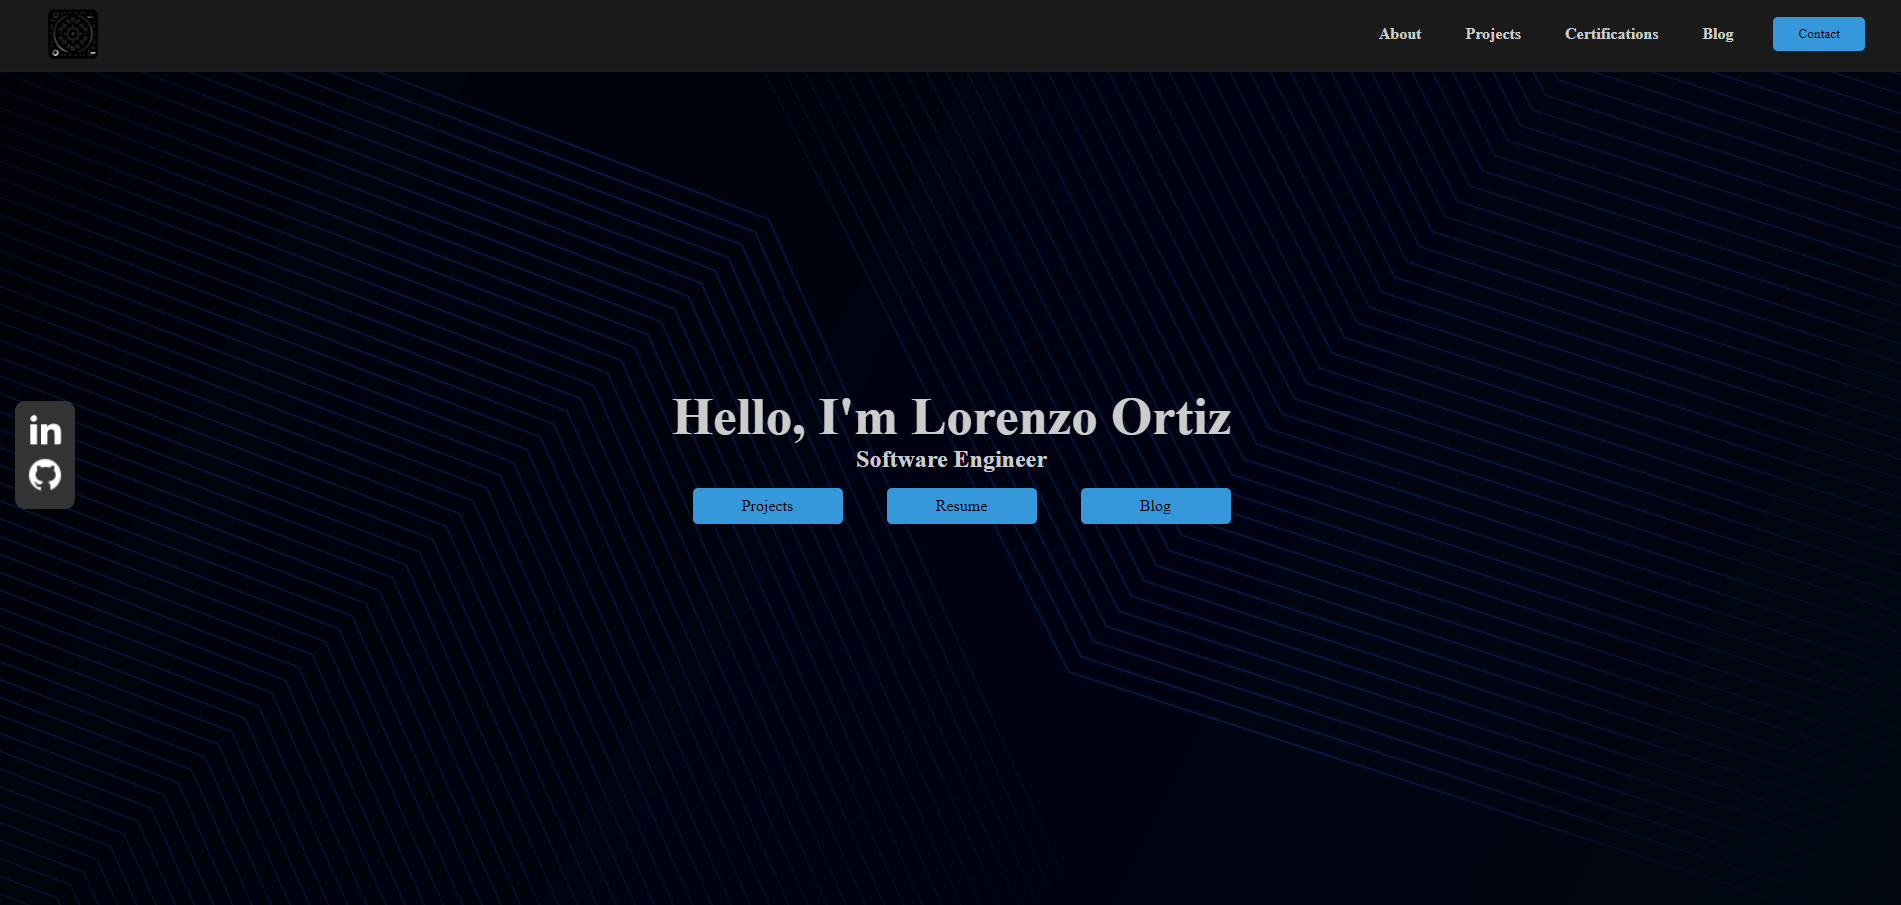 About Projects Certifications Blog Contact
Hello, I'm Lorenzo Ortiz
Software Engineer
Projects Resume Blog
in